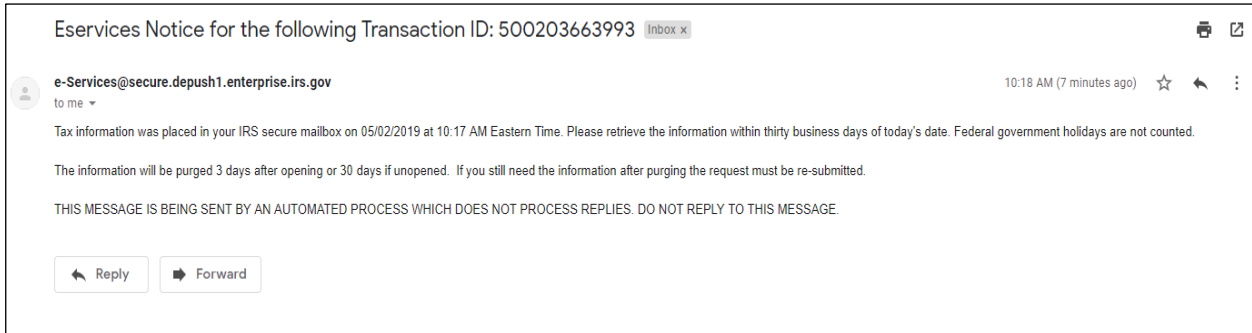 Eservices Notice for the following Transaction ID: 500203663993 Inbox x
e-Services@secure.depush1.enterprise.irs.gov 10:18 AM (7 minutes ago)
to me
Tax information was placed in your IRS secure mailbox on 05/02/2019 at 10:17 AM Eastern Time. Please retrieve the information within thirty business days of today's date. Federal government holidays are not counted.
The information will be purged 3 days after opening or 30 days if unopened. If you still need the information after purging the request must be re-submitted.
THIS MESSAGE IS BEING SENT BY AN AUTOMATED PROCESS WHICH DOES NOT PROCESS REPLIES. DO NOT REPLY TO THIS MESSAGE.
Reply Forward